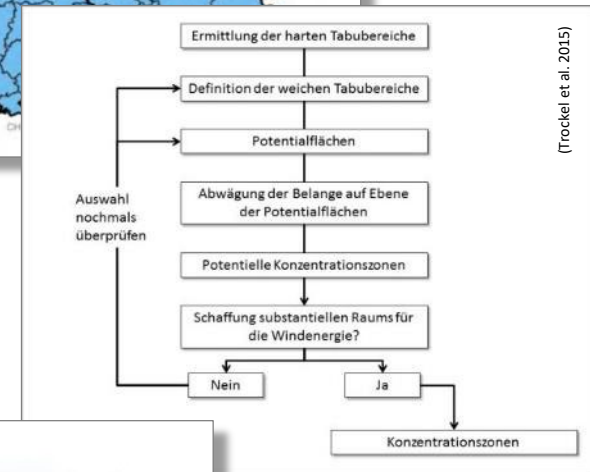 CH
(Trockel et al. 2015)
Ermittlung der harten Tabubereiche
Definition der weichen Tabubereiche
Potentialflächen
Abwägung der Belange auf Ebene
der Potentialflächen
Auswahl
nochmals
überprüfen
Potentielle Konzentrationszonen
Schaffung substantiellen Raums für
die Windenergie?
Nein
Ja
Konzentrationszonen